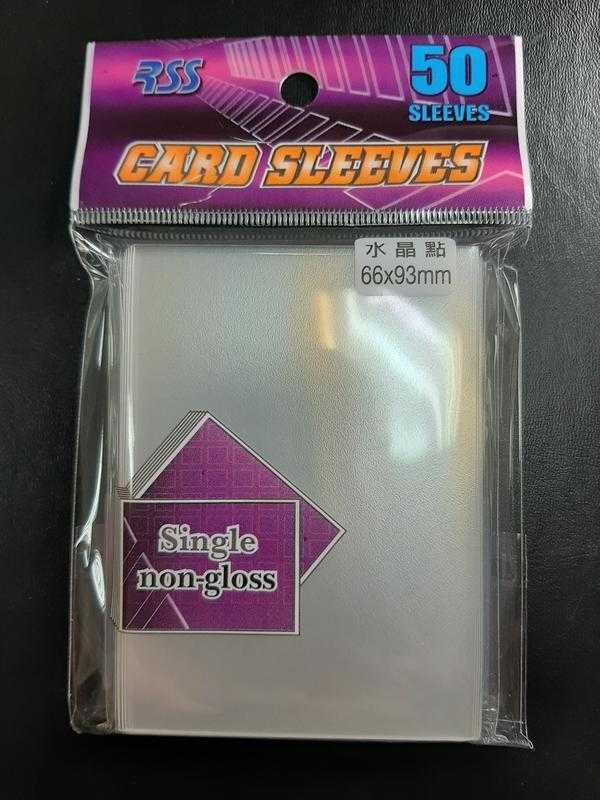 RSS
50
SLEEVES
CARD SLEEVES
水晶點
66x93mm
Single
non-gloss